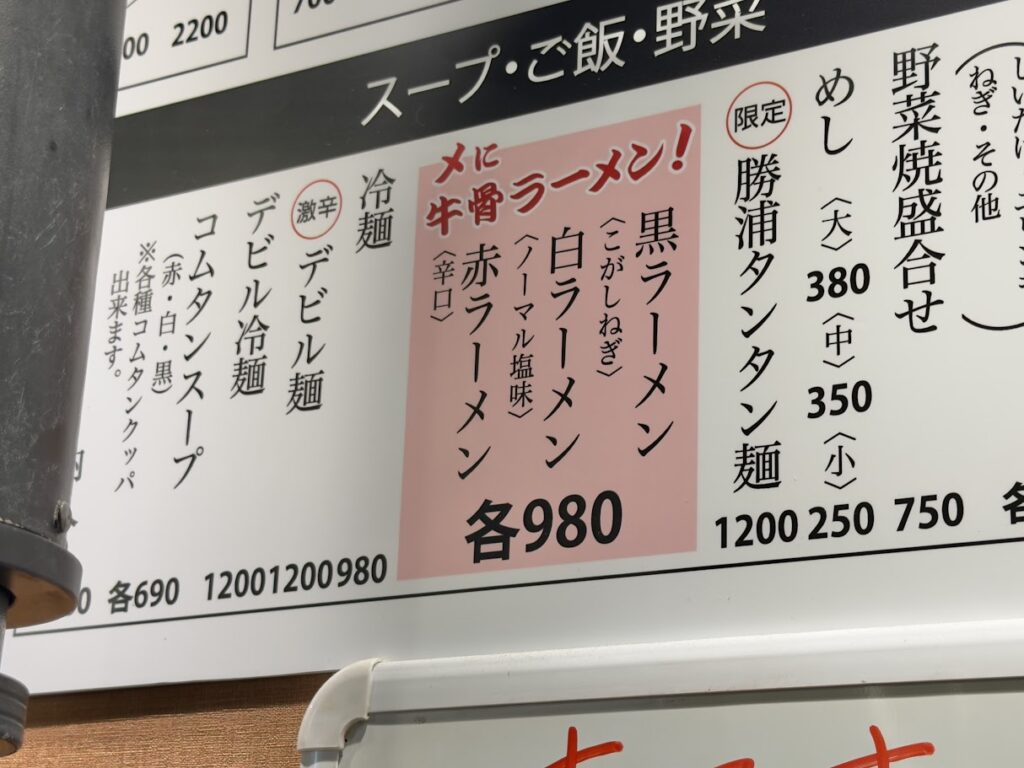 2200
スープ・ご飯・野菜
ねぎ・その他
野菜焼盛合せ
750
めし〈大〉380〈中〉350〈小〉250
限定
勝浦タンタン麺
1200
〆に
牛骨ラーメン!
黒ラーメン
〈こがしねぎ〉
白ラーメン
〈ノーマル塩味〉
赤ラーメン
〈辛口〉
各980
冷麺
980
激辛
デビル麺
1200
デビル冷麺
1200
コムタンスープ
(赤・白・黒)
各690
※各種コムタンクッパ
出来ます。